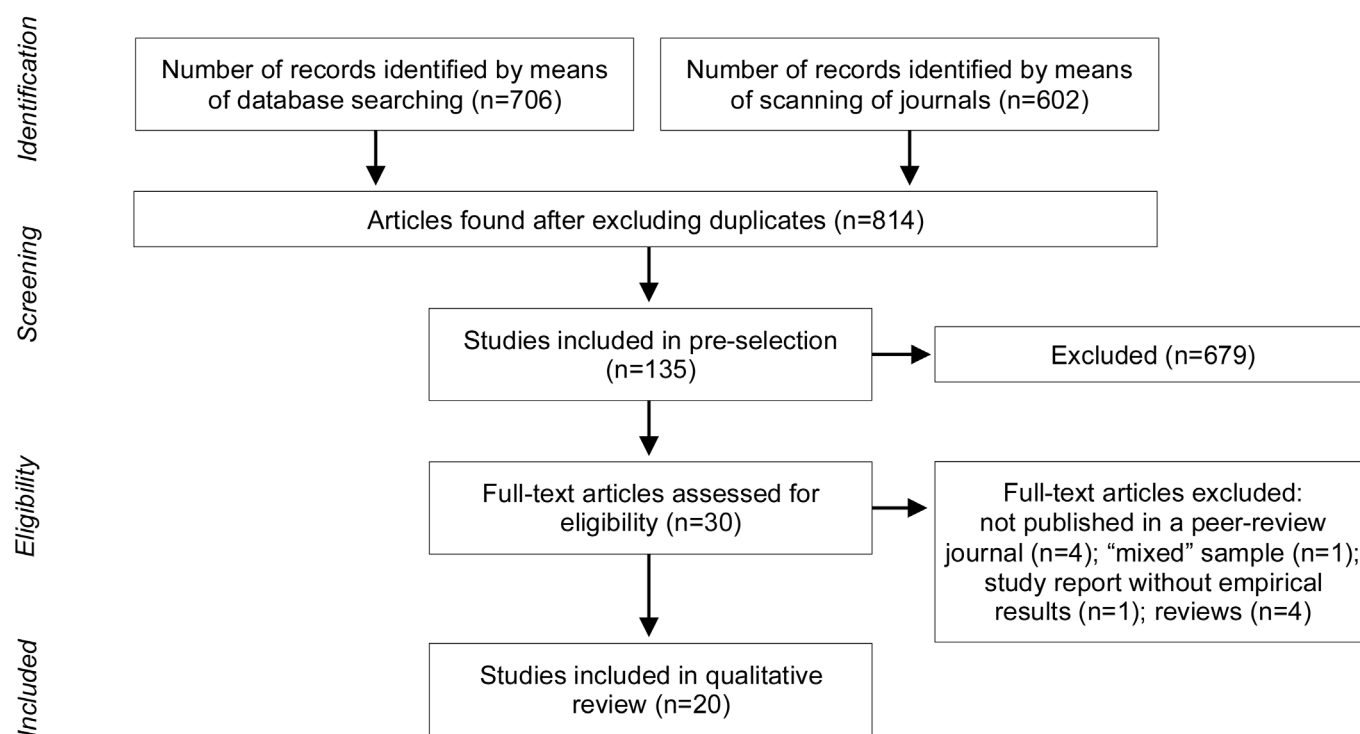 Identification
Number of records identified by means
of database searching (n=706)
Number of records identified by means
of scanning of journals (n=602)
Screening
Articles found after excluding duplicates (n=814)
Studies included in pre-selection
(n=135)
Excluded (n=679)
Eligibility
Full-text articles assessed for
eligibility (n=30)
Full-text articles excluded:
not published in a peer-review
journal (n=4); “mixed” sample (n=1);
study report without empirical
results (n=1); reviews (n=4)
Included
Studies included in qualitative
review (n=20)